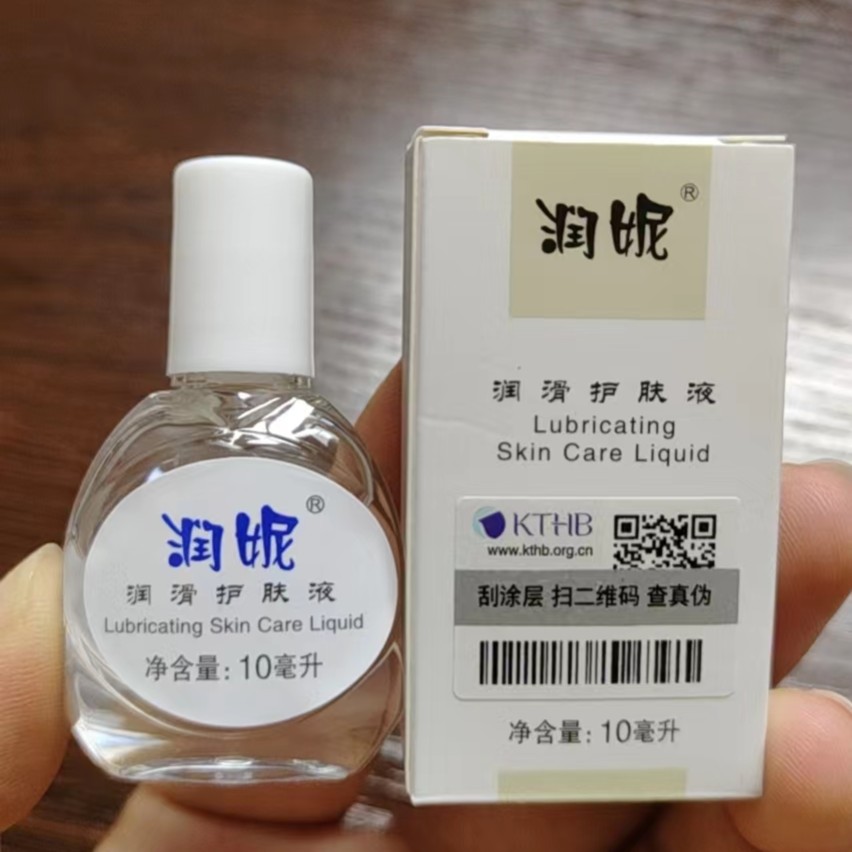 润妮®
润滑护肤液
Lubricating Skin Care Liquid
净含量:10毫升
润妮®
润滑护肤液
Lubricating
Skin Care Liquid
KTHB
www.kthb.org.cn
刮涂层 扫二维码 查真伪
净含量:10毫升